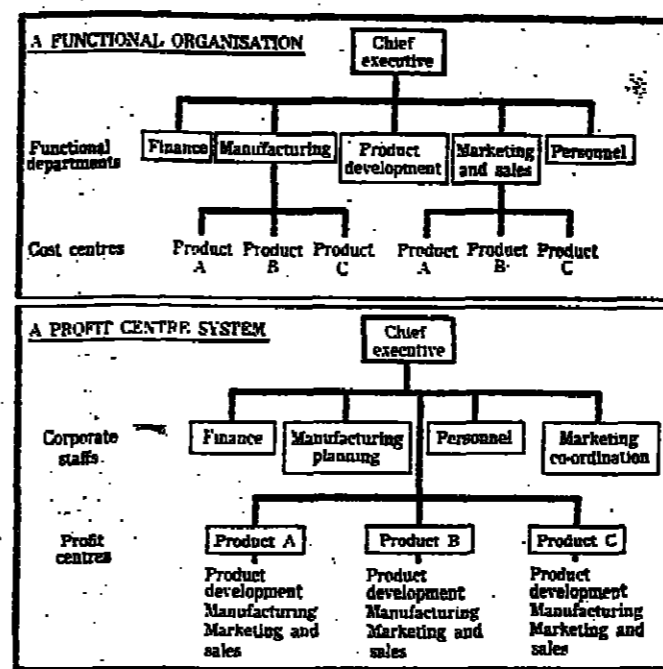 A FUNCTIONAL ORGANISATION
Chief
executive
Functional
departments
Finance
Manufacturing
Product
development
Marketing
and sales
Personnel
Cost centres
Product
A
Product
B
Product
C
Product
A
Product
B
Product
C
A PROFIT CENTRE SYSTEM
Chief
executive
Corporate
staffs
Finance
Manufacturing
planning
Personnel
Marketing
co-ordination
Profit
centres
Product A
Product B
Product C
Product
development
Manufacturing
Marketing and
sales
Product
development
Manufacturing
Marketing and
sales
Product
development
Manufacturing
Marketing and
sales